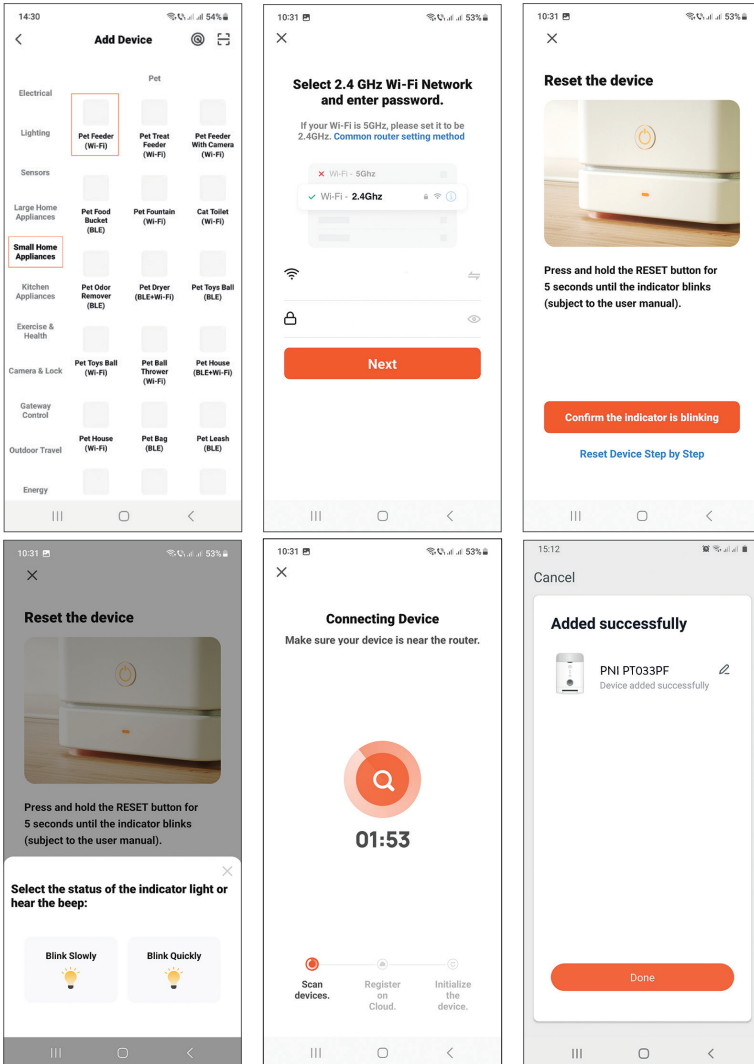 14:30
54%
Add Device
Pet
Electrical
Lighting
Sensors
Large Home
Appliances
Small Home
Appliances
Kitchen
Appliances
Exercise &
Health
Camera & Lock
Gateway
Control
Outdoor Travel
Energy
Pet Feeder
(Wi-Fi)
Pet Treat
Feeder
(Wi-Fi)
Pet Feeder
With Camera
(Wi-Fi)
Pet Food
Bucket
(BLE)
Pet Fountain
(Wi-Fi)
Cat Toilet
(Wi-Fi)
Pet Odor
Remover
(BLE)
Pet Dryer
(BLE+Wi-Fi)
Pet Toys Ball
(BLE)
Pet Toys Ball
(Wi-Fi)
Pet Ball
Thrower
(Wi-Fi)
Pet House
(BLE+Wi-Fi)
Pet House
(Wi-Fi)
Pet Bag
(BLE)
Pet Leash
(BLE)
10:31
53%
Select 2.4 GHz Wi-Fi Network
and enter password.
If your Wi-Fi is 5GHz, please set it to be
2.4GHz. Common router setting method
Wi-Fi - 5Ghz
Wi-Fi - 2.4Ghz
Next
10:31
53%
Reset the device
Press and hold the RESET button for
5 seconds until the indicator blinks
(subject to the user manual).
Confirm the indicator is blinking
Reset Device Step by Step
10:31
53%
Reset the device
Press and hold the RESET button for
5 seconds until the indicator blinks
(subject to the user manual).
Select the status of the indicator light or
hear the beep:
Blink Slowly
Blink Quickly
10:31
53%
Connecting Device
Make sure your device is near the router.
01:53
Scan
devices.
Register
on
Cloud.
Initialize
the
device.
15:12
Cancel
Added successfully
PNI PT033PF
Device added successfully
Done